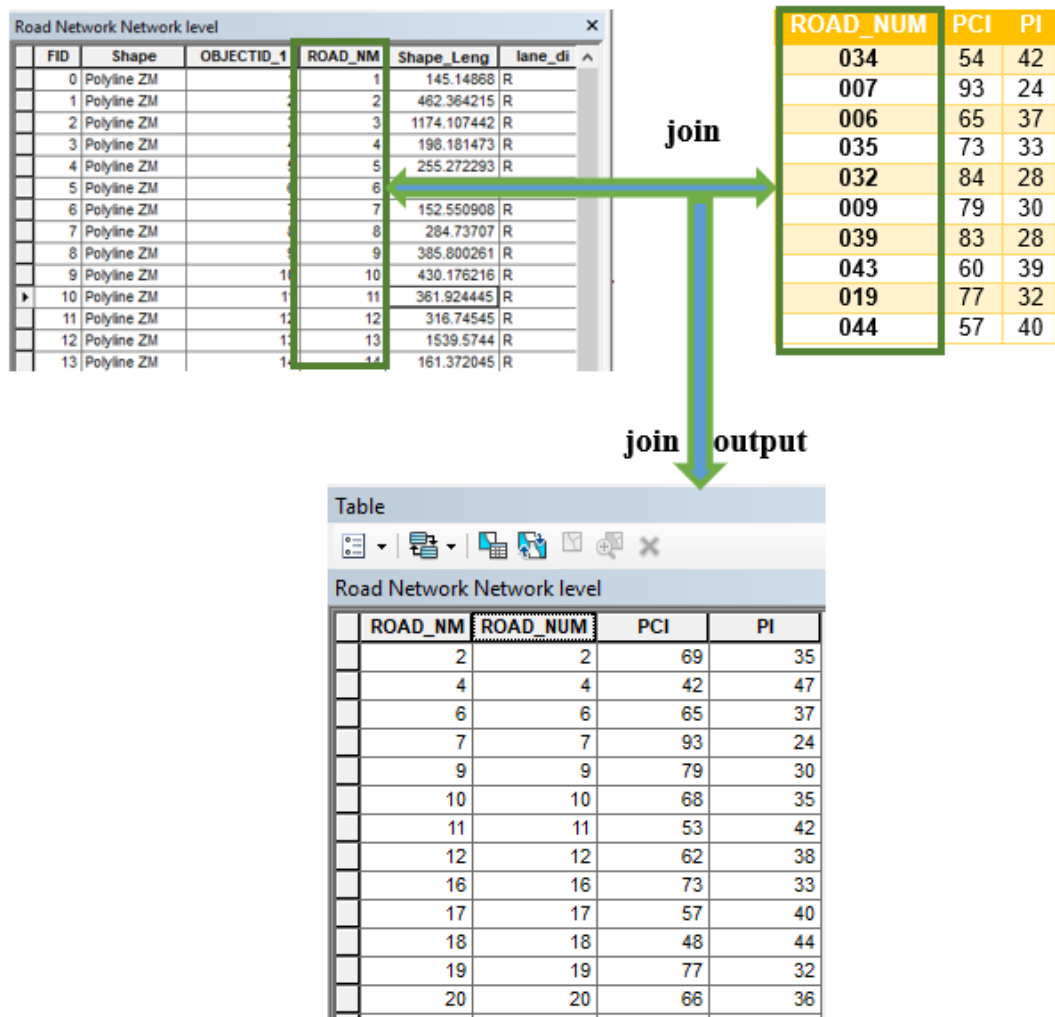 Road Network Network level ×
FID Shape OBJECTID_1 ROAD_NM Shape_Leng lane_di
0 Polyline ZM 1 145.14868 R
1 Polyline ZM 2 462.364215 R
2 Polyline ZM 3 1174.107442 R
3 Polyline ZM 4 198.181473 R
4 Polyline ZM 5 255.272293 R
5 Polyline ZM 6
6 Polyline ZM 7 152.550908 R
7 Polyline ZM 8 284.73707 R
8 Polyline ZM 9 385.800261 R
9 Polyline ZM 10 10 430.176216 R
10 Polyline ZM 11 11 361.924445 R
11 Polyline ZM 12 12 316.74545 R
12 Polyline ZM 13 13 1539.5744 R
13 Polyline ZM 14 14 161.372045 R
join
ROAD_NUM PCI PI
034 54 42
007 93 24
006 65 37
035 73 33
032 84 28
009 79 30
039 83 28
043 60 39
019 77 32
044 57 40
join output
Table
Road Network Network level
ROAD_NM ROAD_NUM PCI PI
2 2 69 35
4 4 42 47
6 6 65 37
7 7 93 24
9 9 79 30
10 10 68 35
11 11 53 42
12 12 62 38
16 16 73 33
17 17 57 40
18 18 48 44
19 19 77 32
20 20 66 36